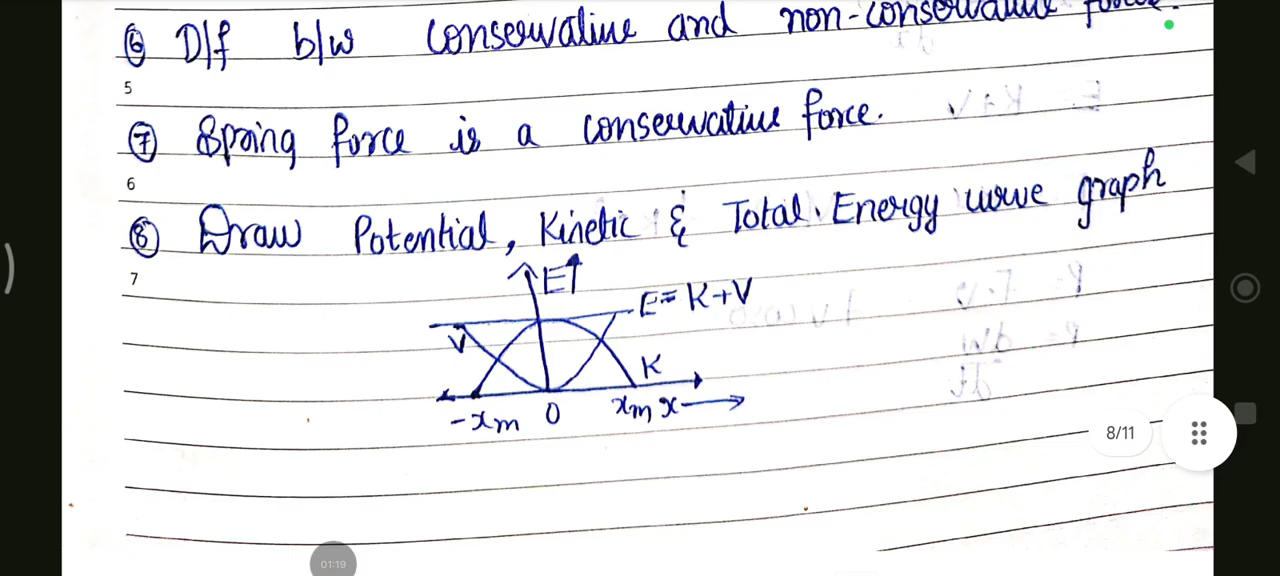 ⑥ D/f b/w conservative and non-conservative force.
5
⑦ Spring force is a conservative force.
6
⑧ Draw Potential, Kinetic & Total Energy curve graph
7
E↑
E = K+V
V
K
-xm 0 xm x→
8/11
01:19